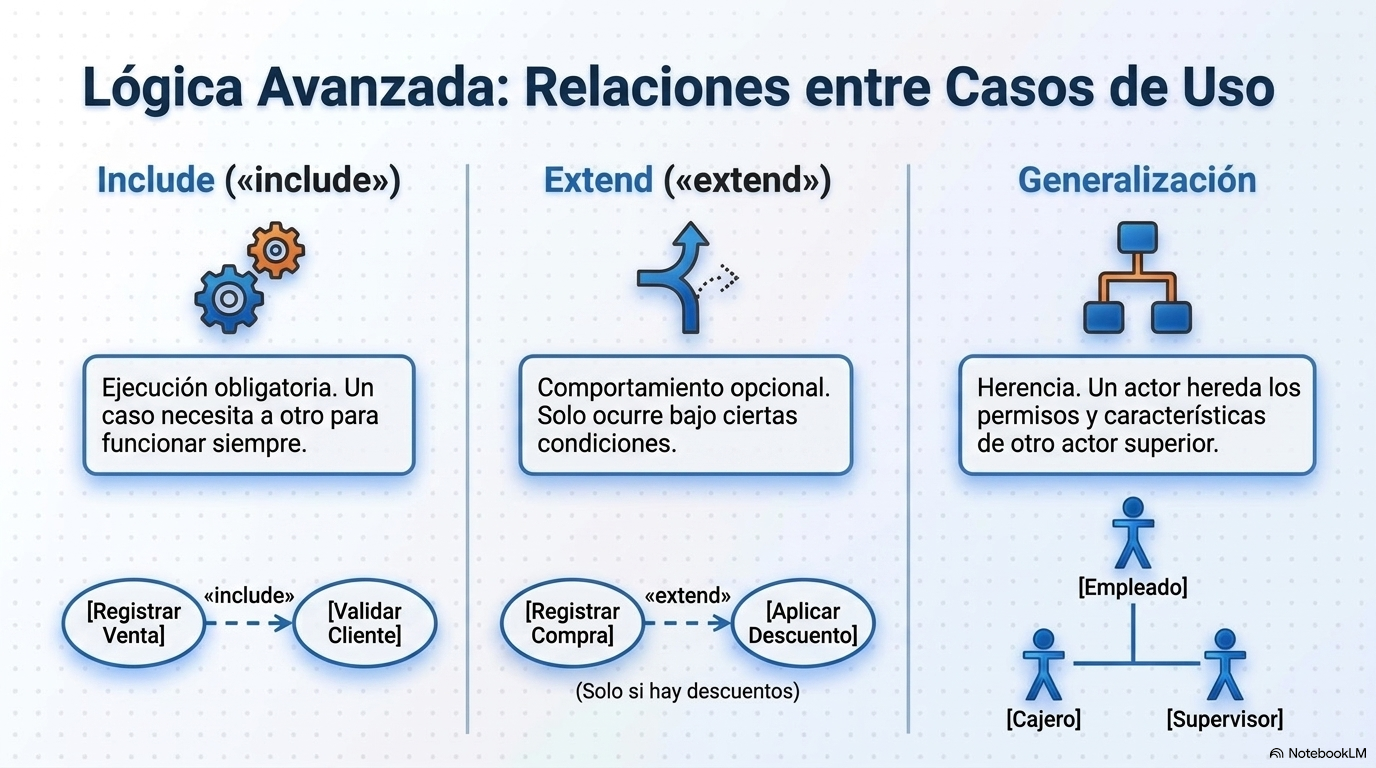 Lógica Avanzada: Relaciones entre Casos de Uso
Include («include»)
Ejecución obligatoria. Un
caso necesita a otro para
funcionar siempre.
[Registrar
Venta]
«include»
[Validar
Cliente]
Extend («extend»)
Comportamiento opcional.
Solo ocurre bajo ciertas
condiciones.
[Registrar
Compra]
«extend»
[Aplicar
Descuento]
(Solo si hay descuentos)
Generalización
Herencia. Un actor hereda los
permisos y características
de otro actor superior.
[Empleado]
[Cajero]
[Supervisor]
NotebookLM